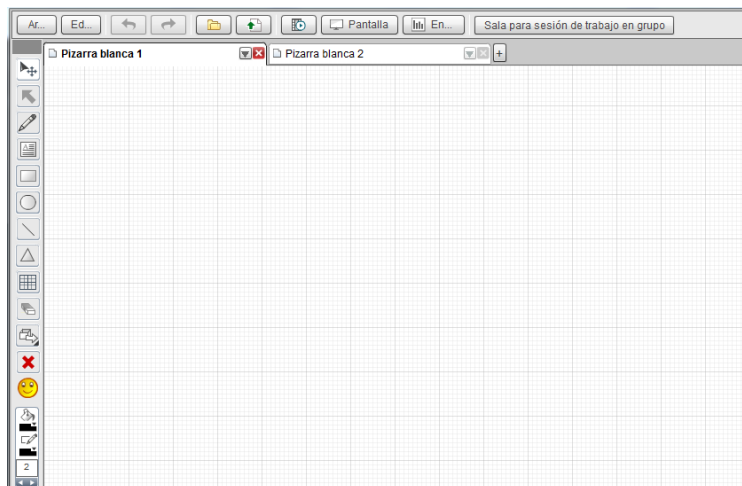 Ar... Ed... Pantalla En... Sala para sesión de trabajo en grupo
Pizarra blanca 1 Pizarra blanca 2 +
2